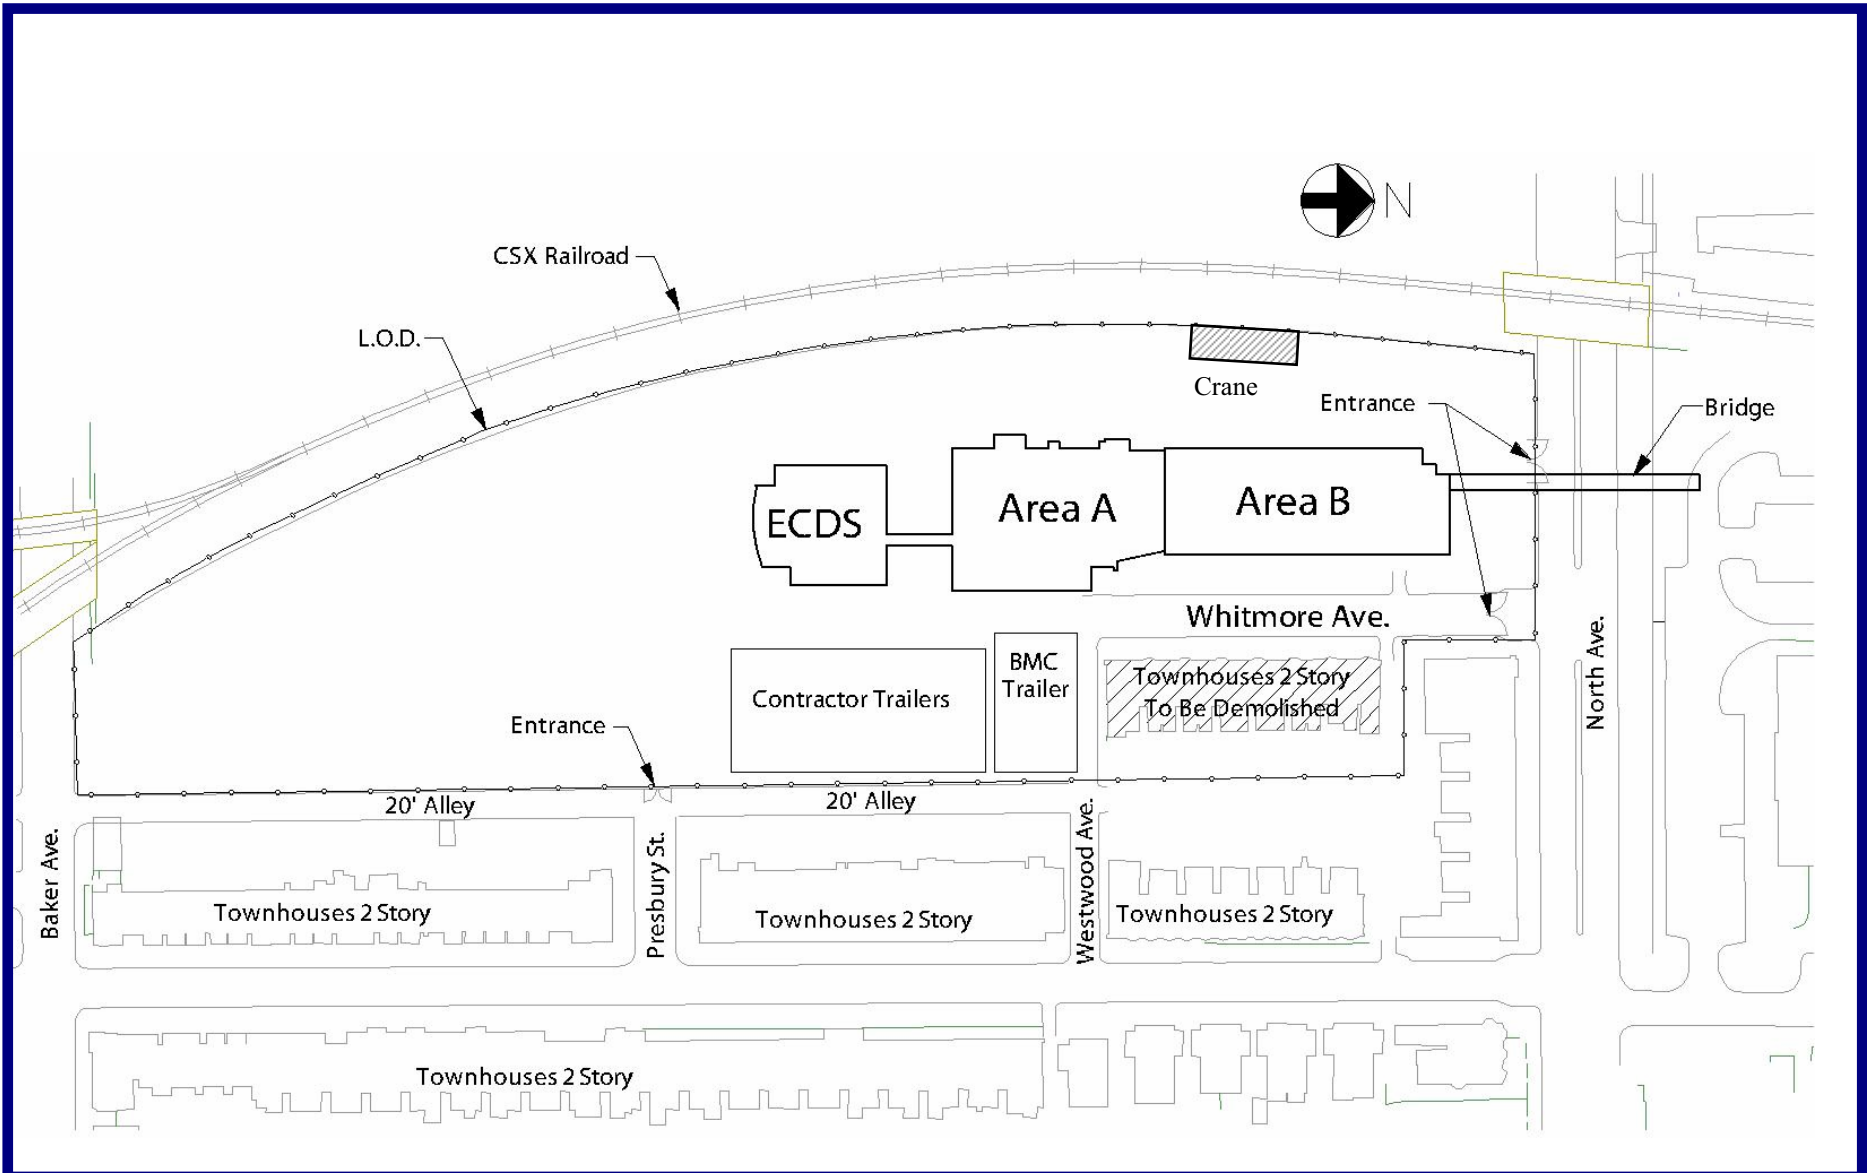 N
CSX Railroad
L.O.D.
Crane
Entrance
Bridge
ECDS
Area A
Area B
Whitmore Ave.
North Ave.
BMC
Trailer
Contractor Trailers
Townhouses 2 Story
To Be Demolished
Entrance
20' Alley
20' Alley
Baker Ave.
Presbury St.
Westwood Ave.
Townhouses 2 Story
Townhouses 2 Story
Townhouses 2 Story
Townhouses 2 Story